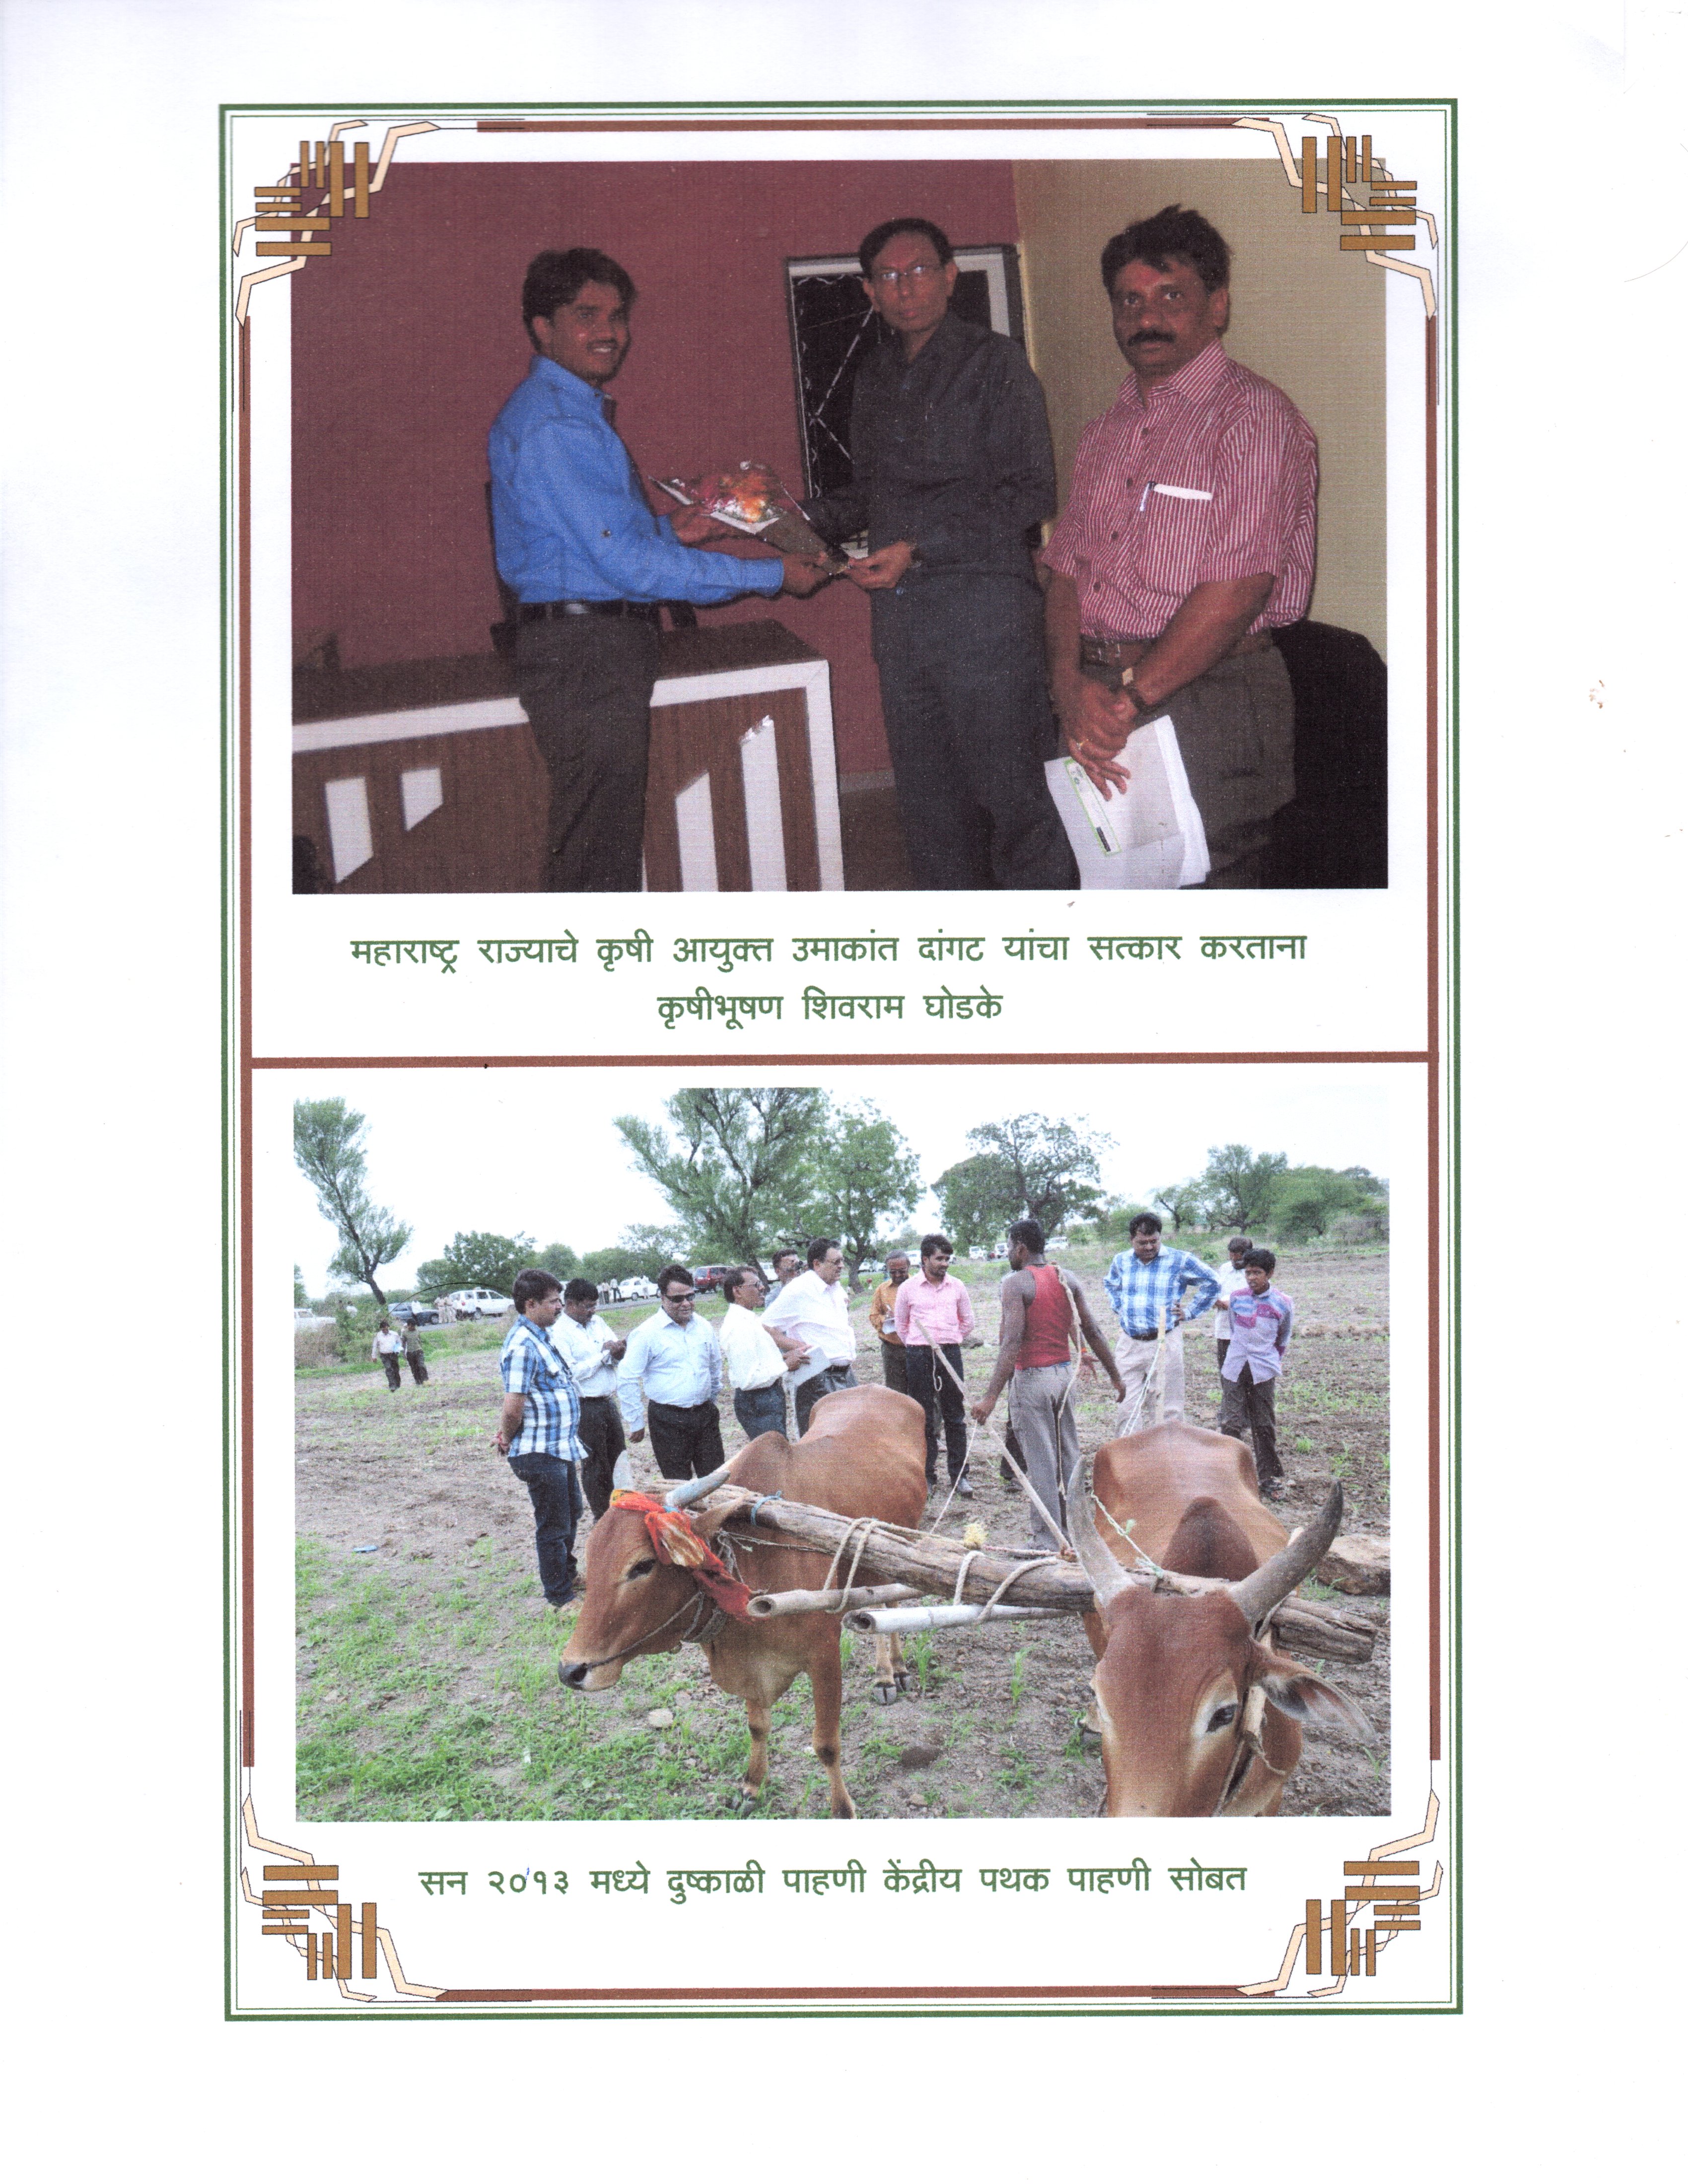 महाराष्ट्र राज्याचे कृषी आयुक्त उमाकांत दांगट यांचा सत्कार करताना
कृषीभूषण शिवराम घोडके
सन २०१३ मध्ये दुष्काळी पाहणी केंद्रीय पथक पाहणी सोबत